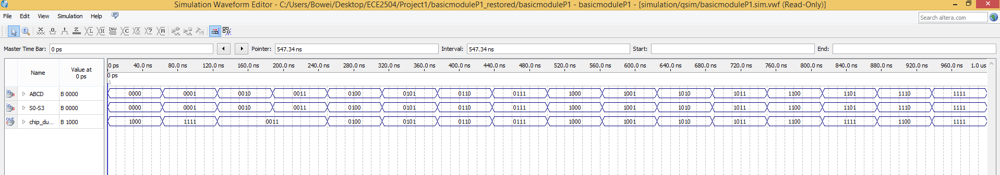 Simulation Waveform Editor - C:/Users/Bowei/Desktop/ECE2504/Project1/basicmoduleP1_restored/basicmoduleP1 - basicmoduleP1 - [simulation/qsim/basicmoduleP1.sim.vwf (Read-Only)]
File Edit View Simulation Help
Search altera.com
Master Time Bar: 0 ps Pointer: 547.34 ns Interval: 547.34 ns Start: End:
Name Value at 0 ps
0 ps 40.0 ns 80.0 ns 120.0 ns 160.0 ns 200.0 ns 240.0 ns 280.0 ns 320.0 ns 360.0 ns 400.0 ns 440.0 ns 480.0 ns 520.0 ns 560.0 ns 600.0 ns 640.0 ns 680.0 ns 720.0 ns 760.0 ns 800.0 ns 840.0 ns 880.0 ns 920.0 ns 960.0 ns 1.0 us
0 ps
in ABCD B 0000 0000 0001 0010 0011 0100 0101 0110 0111 1000 1001 1010 1011 1100 1101 1110 1111
in S0-S3 B 0000 0000 0001 0010 0011 0100 0101 0110 0111 1000 1001 1010 1011 1100 1101 1110 1111
out chip_du... B 1000 1000 1111 0011 0100 0101 0110 0111 1000 1001 1010 1011 1100 1111 1100 1111